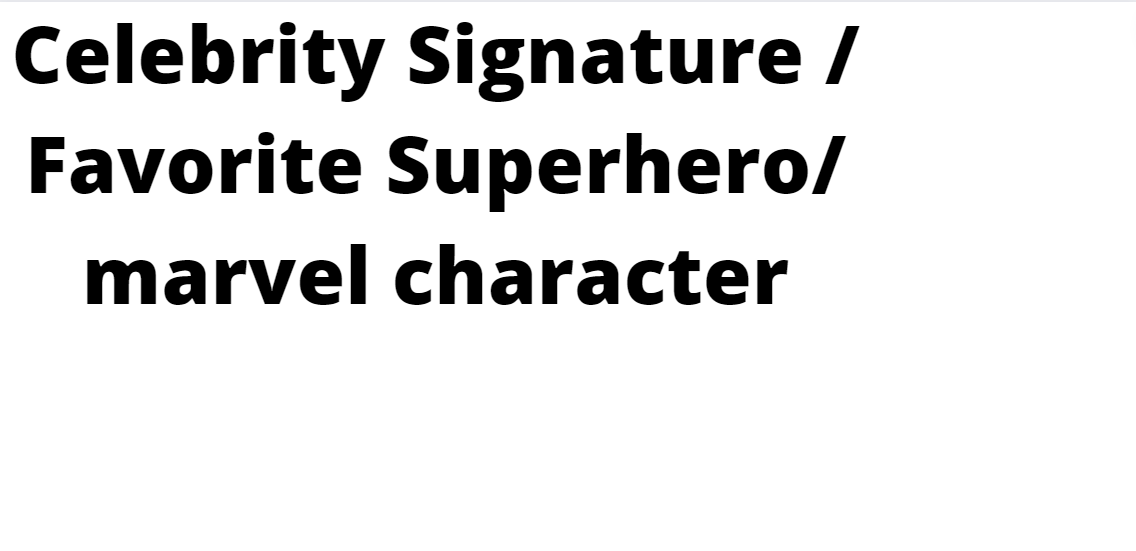 Celebrity Signature /
Favorite Superhero/
marvel character